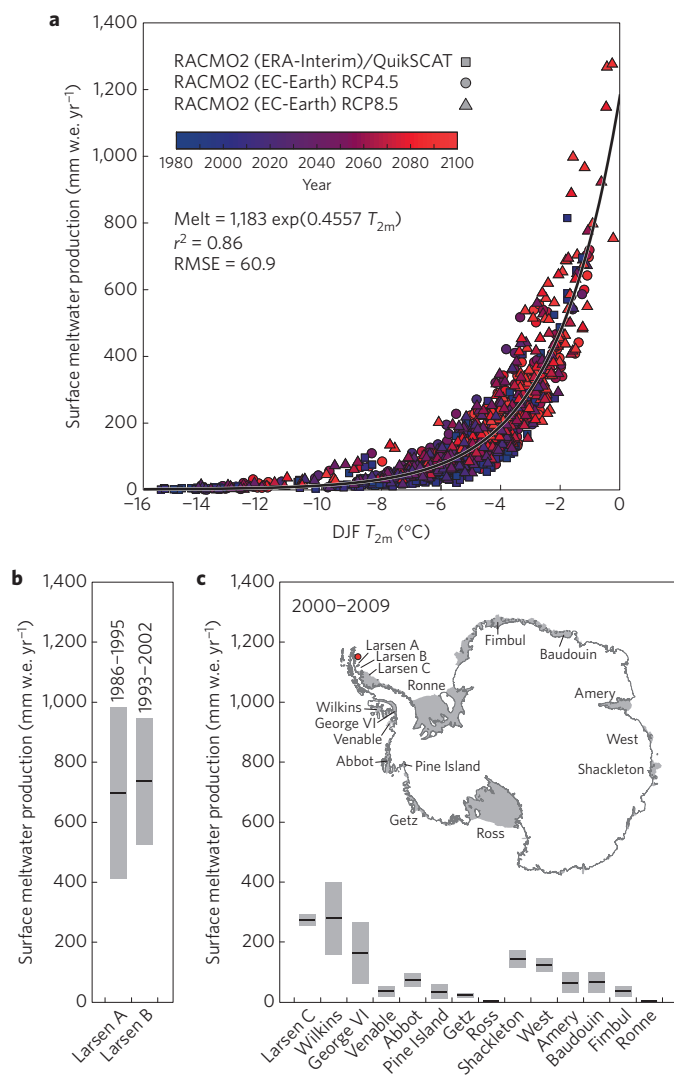 a
1,400
1,200
1,000
800
600
400
200
0
Surface meltwater production (mm w.e. yr⁻¹)
RACMO2 (ERA-Interim)/QuikSCAT
RACMO2 (EC-Earth) RCP4.5
RACMO2 (EC-Earth) RCP8.5
1980 2000 2020 2040 2060 2080 2100
Year
Melt = 1,183 exp(0.4557 T2m)
r² = 0.86
RMSE = 60.9
−16 −14 −12 −10 −8 −6 −4 −2 0
DJF T2m (°C)
b
1,400
1,200
1,000
800
600
400
200
0
Surface meltwater production (mm w.e. yr⁻¹)
1986–1995
1993–2002
Larsen A
Larsen B
c
1,400
1,200
1,000
800
600
400
200
0
Surface meltwater production (mm w.e. yr⁻¹)
2000–2009
Larsen A
Larsen B
Larsen C
Ronne
Fimbul
Baudouin
Amery
West
Shackleton
Wilkins
George VI
Venable
Abbot
Pine Island
Getz
Ross
Larsen C
Wilkins
George VI
Venable
Abbot
Pine Island
Getz
Ross
Shackleton
West
Amery
Baudouin
Fimbul
Ronne